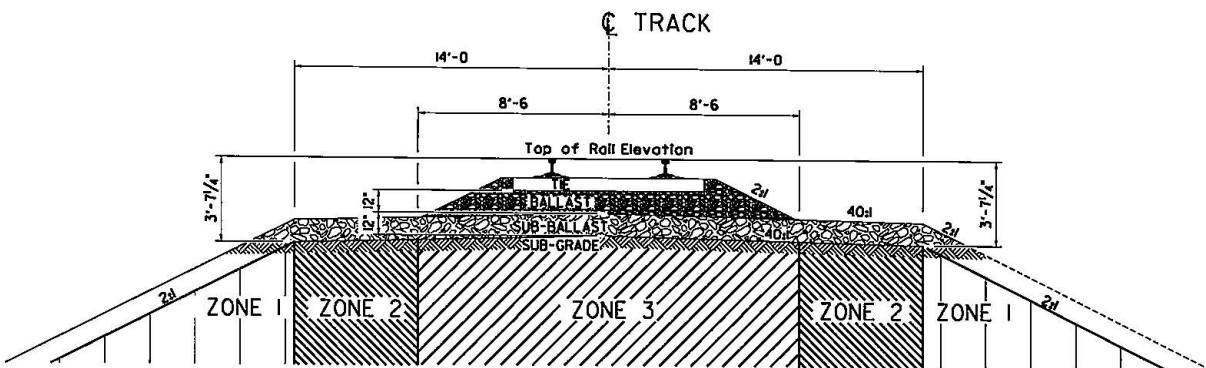 ℄ TRACK
14'-0 14'-0
8'-6 8'-6
Top of Rail Elevation
3'-7 1/4" 3'-7 1/4"
TIE
12" BALLAST 2:1
12" SUB-BALLAST 40:1 40:1 2:1
SUB-GRADE
2:1 ZONE 1 ZONE 2 ZONE 3 ZONE 2 ZONE 1 2:1